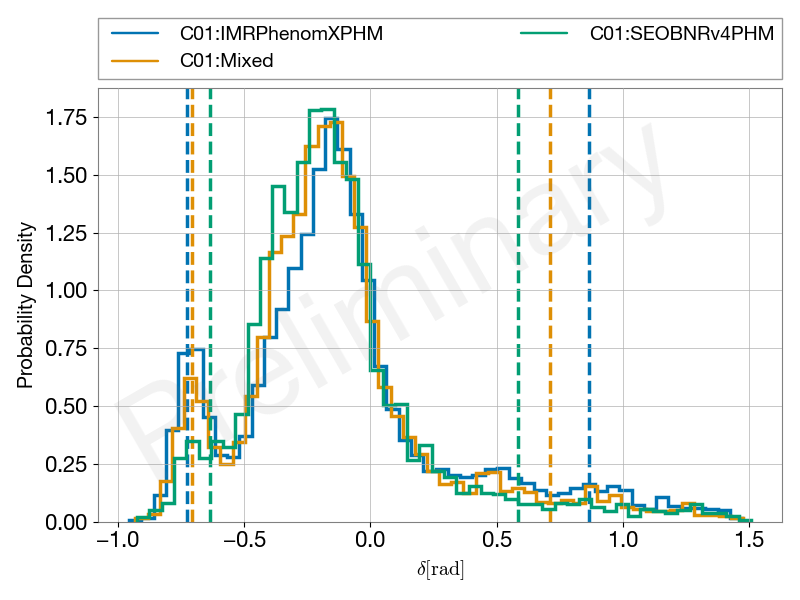 C01:IMRPhenomXPHM
C01:Mixed
C01:SEOBNRv4PHM
Probability Density
1.75
1.50
1.25
1.00
0.75
0.50
0.25
0.00
Preliminary
−1.0 −0.5 0.0 0.5 1.0 1.5
δ[rad]